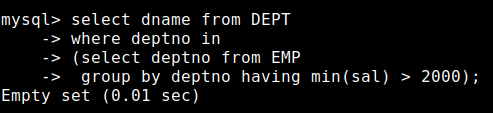 mysql> select dname from DEPT
    -> where deptno in
    -> (select deptno from EMP
    ->  group by deptno having min(sal) > 2000);
Empty set (0.01 sec)